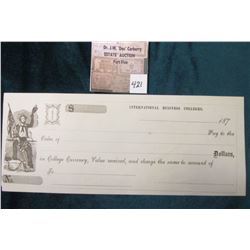 Dr. J.W. 'Doc' Carberry
ESTATE AUCTION
Part Five
421
INTERNATIONAL BUSINESS COLLEGES.
$
187
Pay to the
Order of
Dollars,
in College Currency, Value received, and charge the same to account of
To